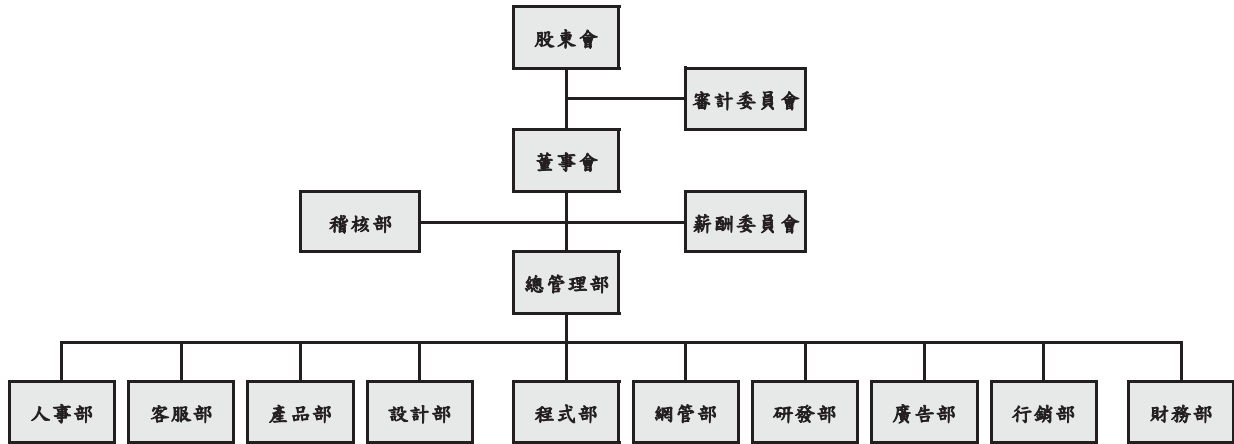 股東會
審計委員會
董事會
稽核部
薪酬委員會
總管理部
人事部
客服部
產品部
設計部
程式部
網管部
研發部
廣告部
行銷部
財務部